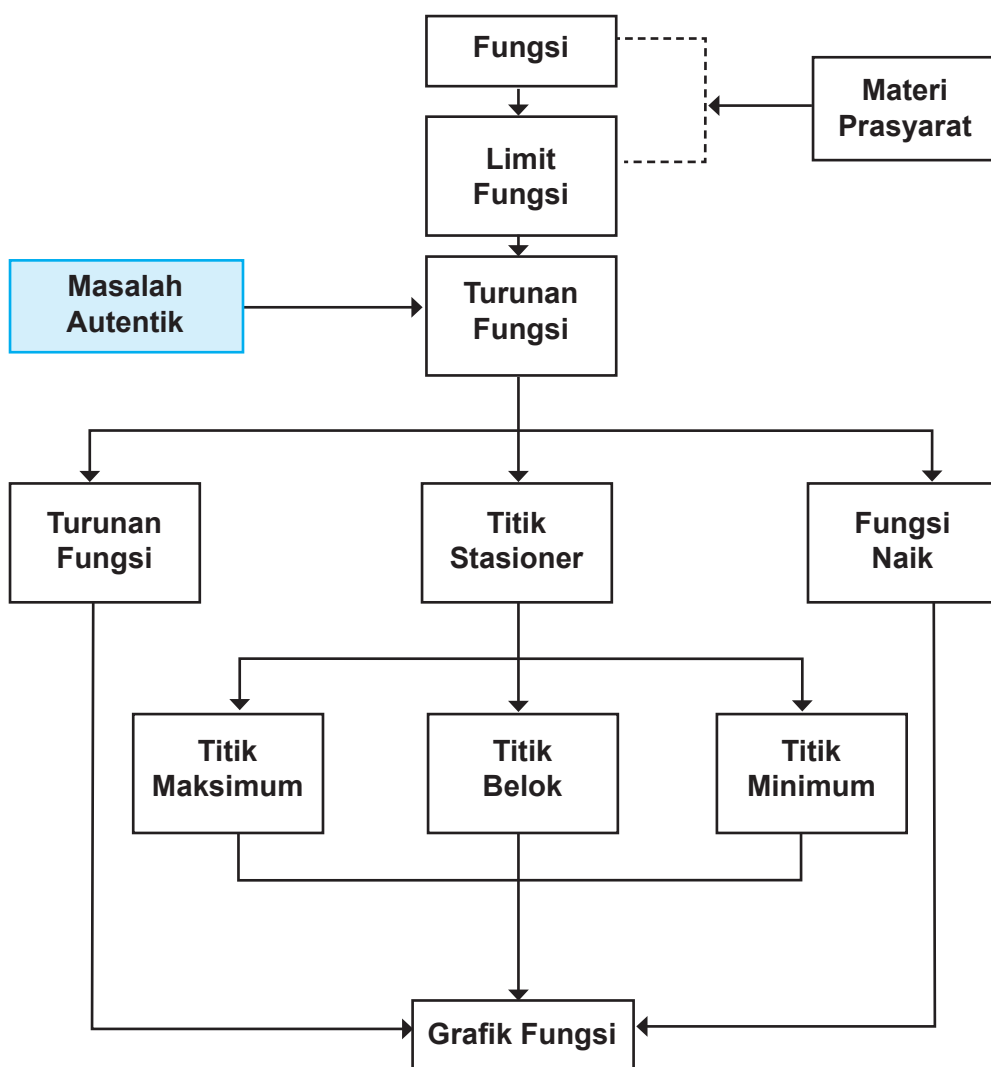 Fungsi
Materi
Prasyarat
Limit
Fungsi
Masalah
Autentik
Turunan
Fungsi
Turunan
Fungsi
Titik
Stasioner
Fungsi
Naik
Titik
Maksimum
Titik
Belok
Titik
Minimum
Grafik Fungsi